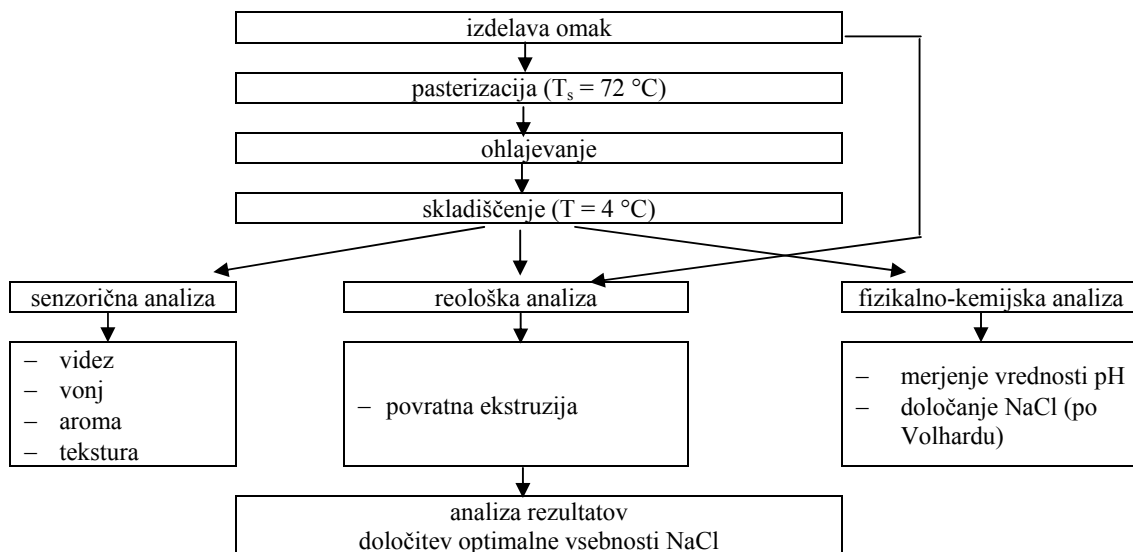 izdelava omak
pasterizacija (Tₛ = 72 °C)
ohlajevanje
skladiščenje (T = 4 °C)
senzorična analiza
reološka analiza
fizikalno-kemijska analiza
– videz
– vonj
– aroma
– tekstura
– povratna ekstruzija
– merjenje vrednosti pH
– določanje NaCl (po
Volhardu)
analiza rezultatov
določitev optimalne vsebnosti NaCl